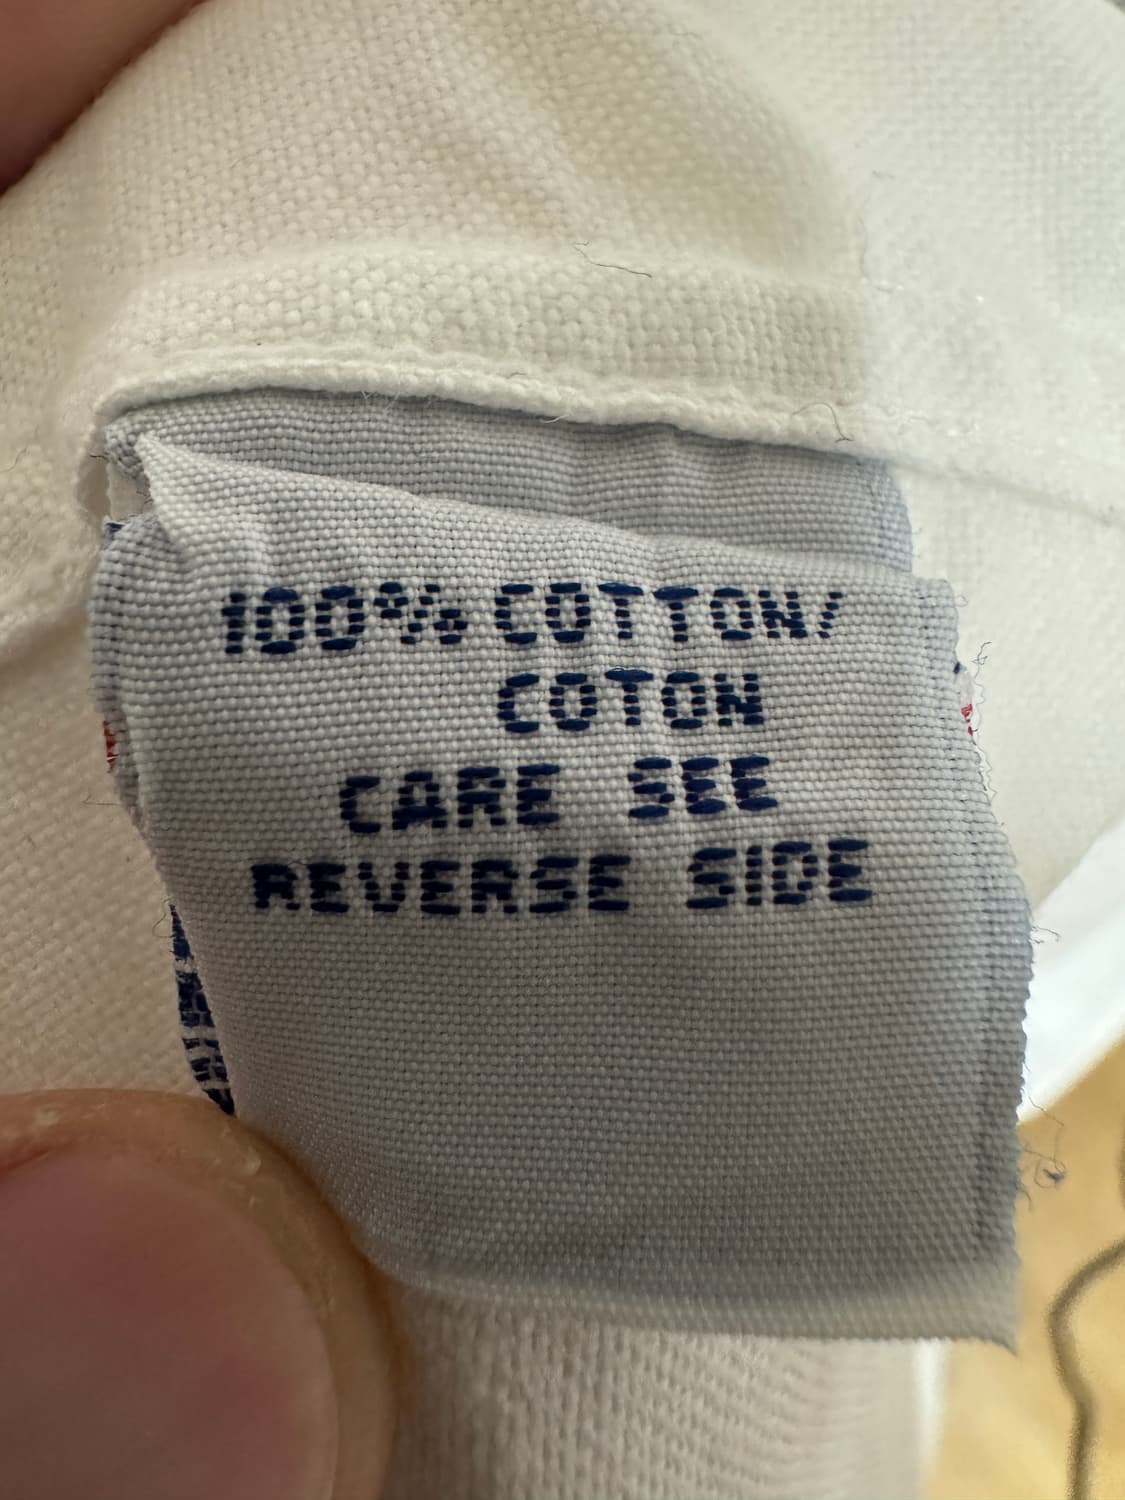 100% COTTON/
COTON
CARE SEE
REVERSE SIDE